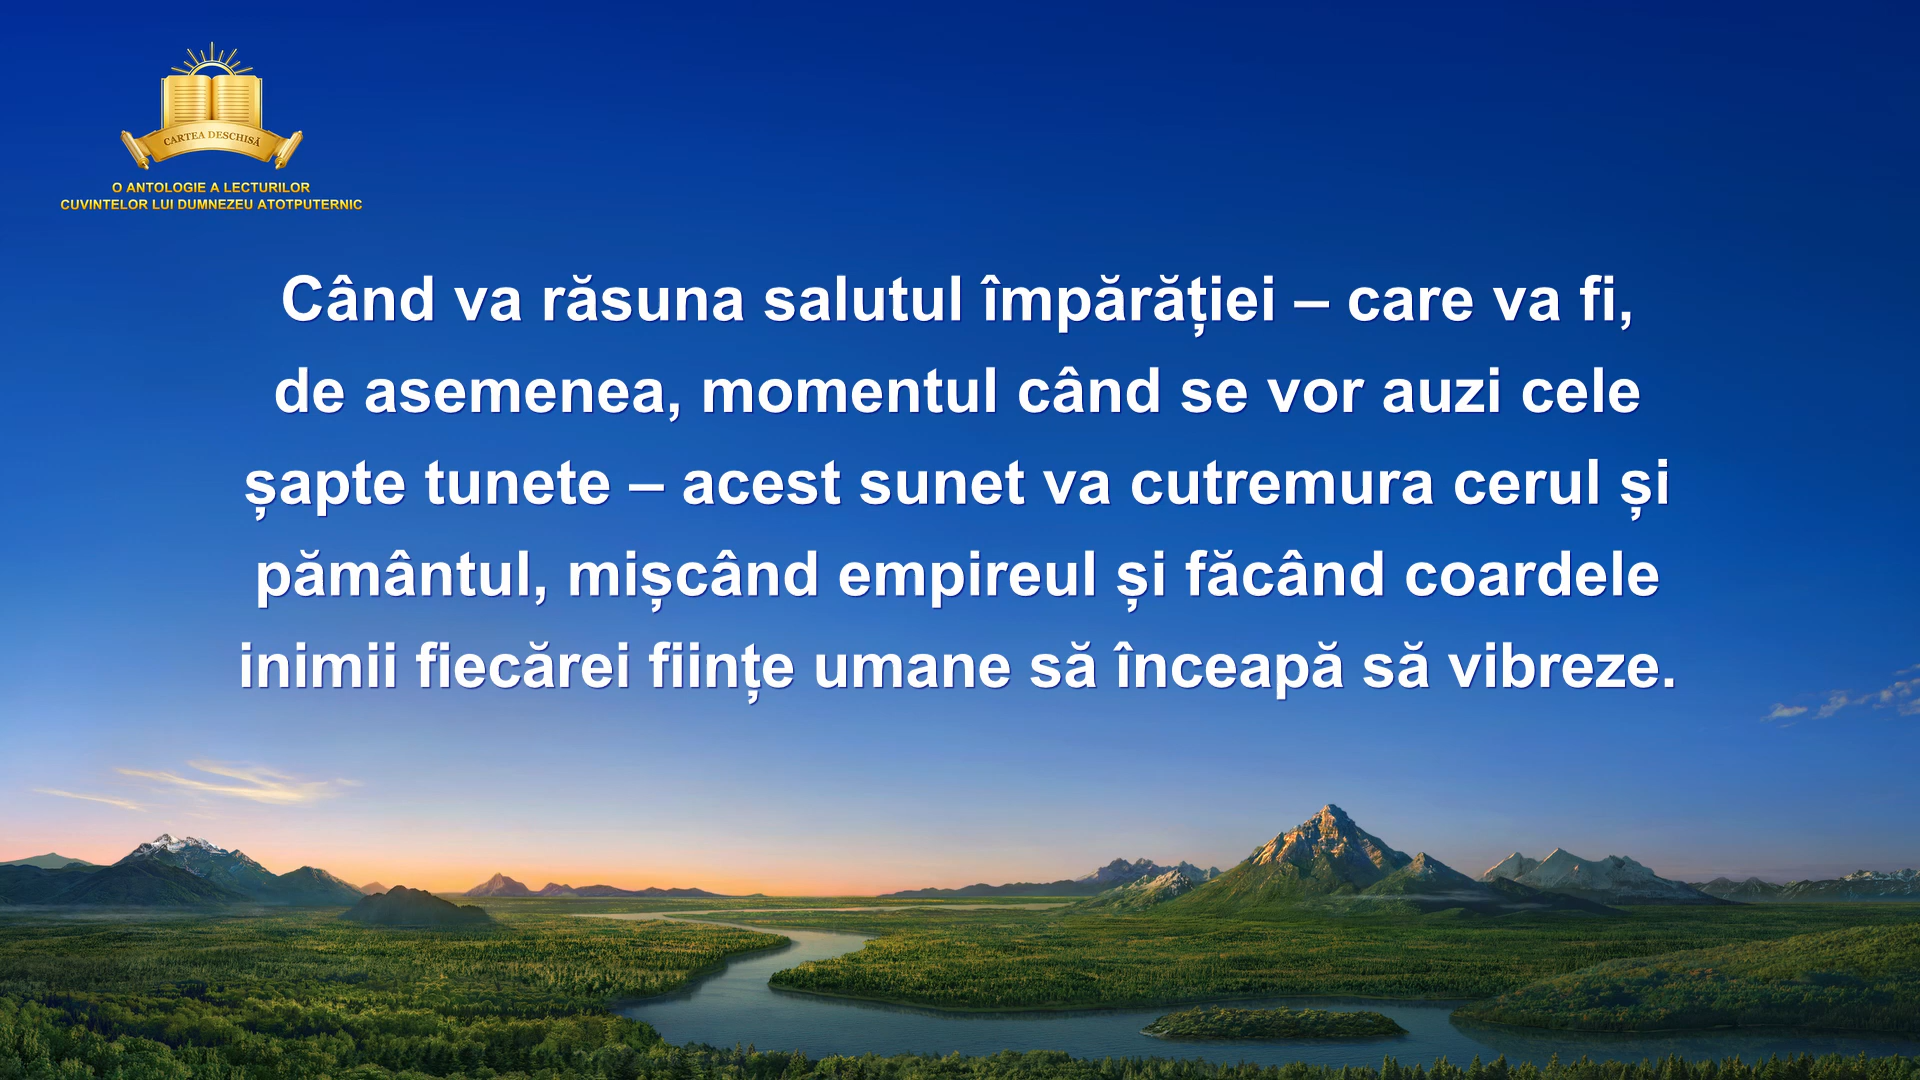 CARTEA DESCHISĂ
O ANTOLOGIE A LECTURILOR
CUVINTELOR LUI DUMNEZEU ATOTPUTERNIC
Când va răsuna salutul împărăției – care va fi,
de asemenea, momentul când se vor auzi cele
șapte tunete – acest sunet va cutremura cerul și
pământul, mișcând empireul și făcând coardele
inimii fiecărei ființe umane să înceapă să vibreze.